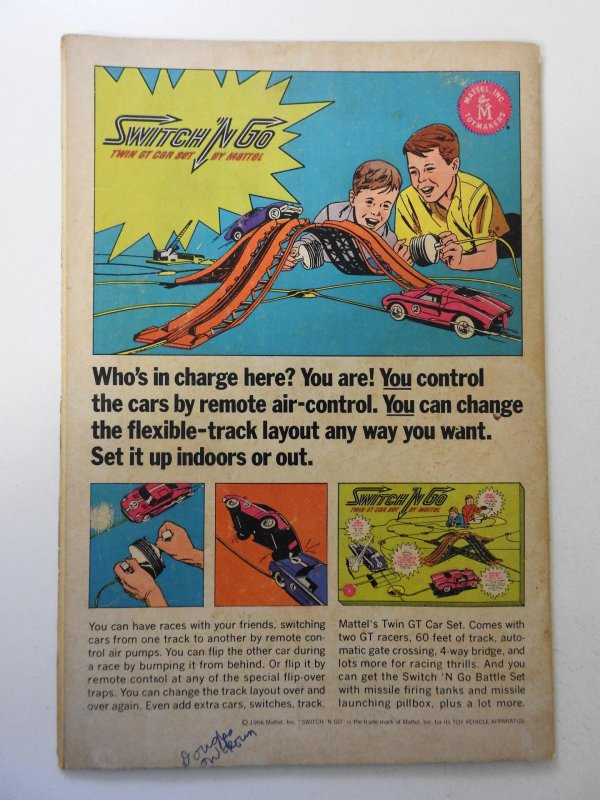 SWITCH 'N GO
TWIN GT CAR SET BY MATTEL
MATTEL, INC.
M
TOYMAKERS
Who's in charge here? You are! You control
the cars by remote air-control. You can change
the flexible-track layout any way you want.
Set it up indoors or out.
SWITCH 'N GO
TWIN GT CAR SET BY MATTEL
You can have races with your friends, switching
cars from one track to another by remote con-
trol air pumps. You can flip the other car during
a race by bumping it from behind. Or flip it by
remote control at any of the special flip-over
traps. You can change the track layout over and
over again. Even add extra cars, switches, track.
Mattel's Twin GT Car Set. Comes with
two GT racers, 60 feet of track, auto-
matic gate crossing, 4-way bridge, and
lots more for racing thrills. And you
can get the Switch 'N Go Battle Set
with missile firing tanks and missile
launching pillbox, plus a lot more.
© 1966 Mattel, Inc. "SWITCH 'N GO" is the trade mark of Mattel, Inc. for its TOY VEHICLE APPARATUS.
Douglas